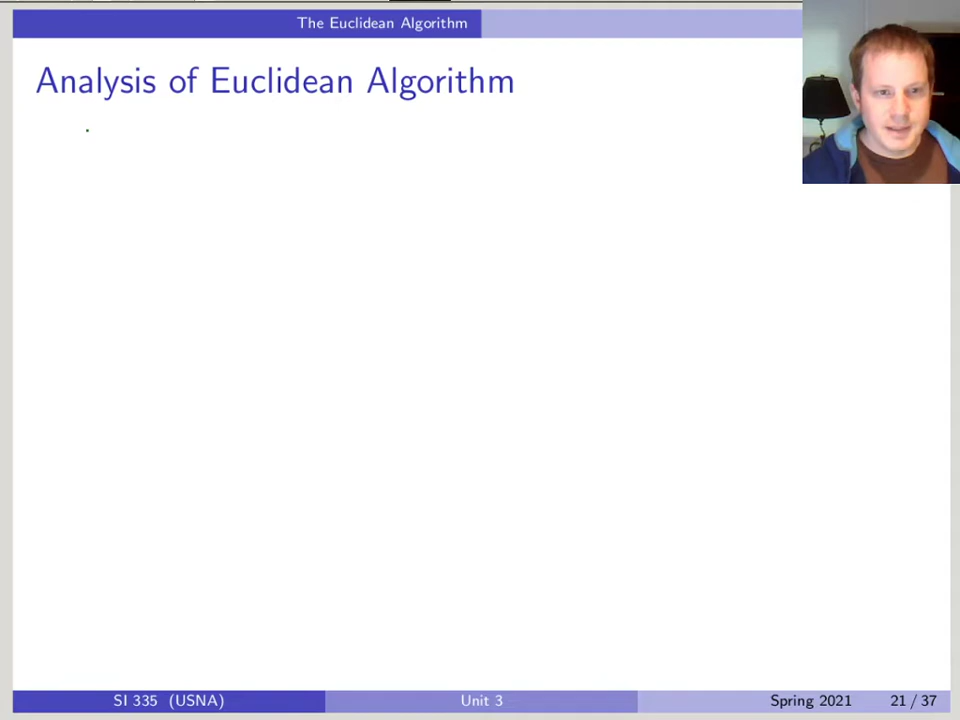 The Euclidean Algorithm
Analysis of Euclidean Algorithm
SI 335 (USNA) Unit 3 Spring 2021 21 / 37